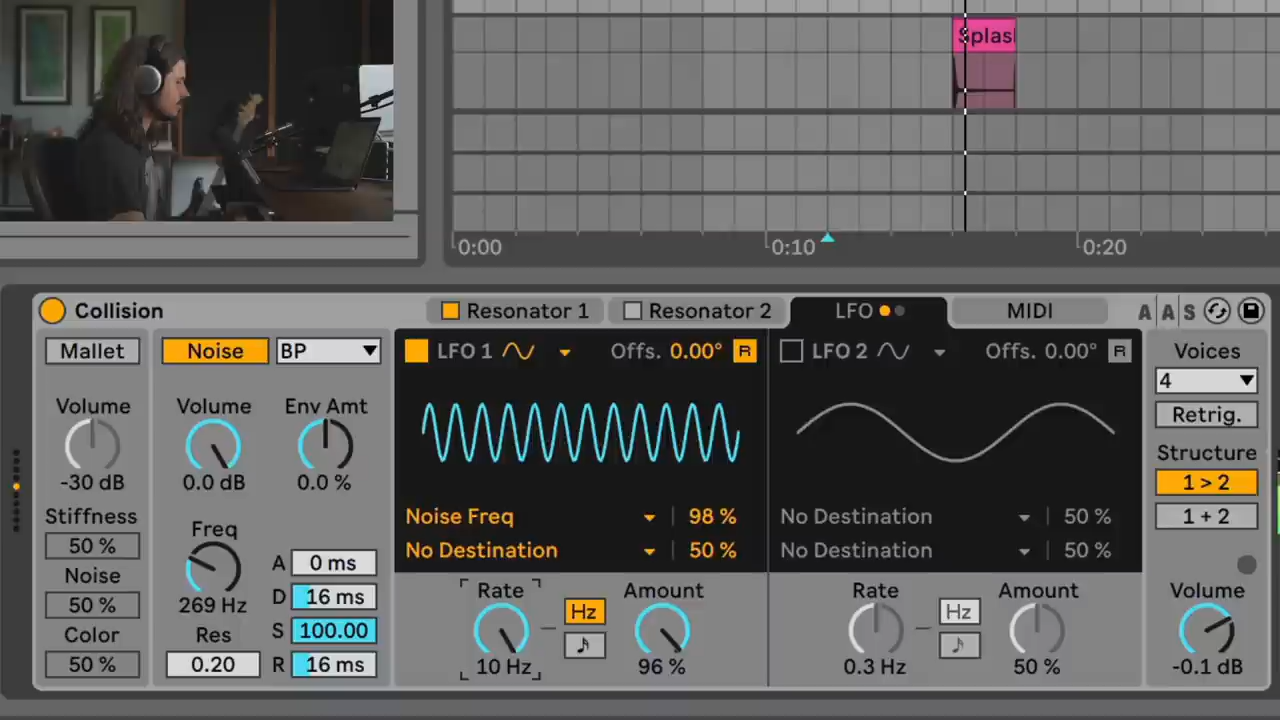 Splas
0:00
0:10
0:20
Collision
Resonator 1
Resonator 2
LFO
MIDI
A A S
Mallet
Noise
BP
LFO 1
Offs. 0.00°
R
LFO 2
Offs. 0.00°
R
Voices
4
Retrig.
Volume
-30 dB
Volume
0.0 dB
Env Amt
0.0 %
Structure
1 > 2
1 + 2
Stiffness
50 %
Noise
50 %
Color
50 %
Freq
269 Hz
Res
0.20
A 0 ms
D 16 ms
S 100.00
R 16 ms
Noise Freq 98 %
No Destination 50 %
No Destination 50 %
No Destination 50 %
Rate
10 Hz
Hz
Amount
96 %
Rate
0.3 Hz
Hz
Amount
50 %
Volume
-0.1 dB